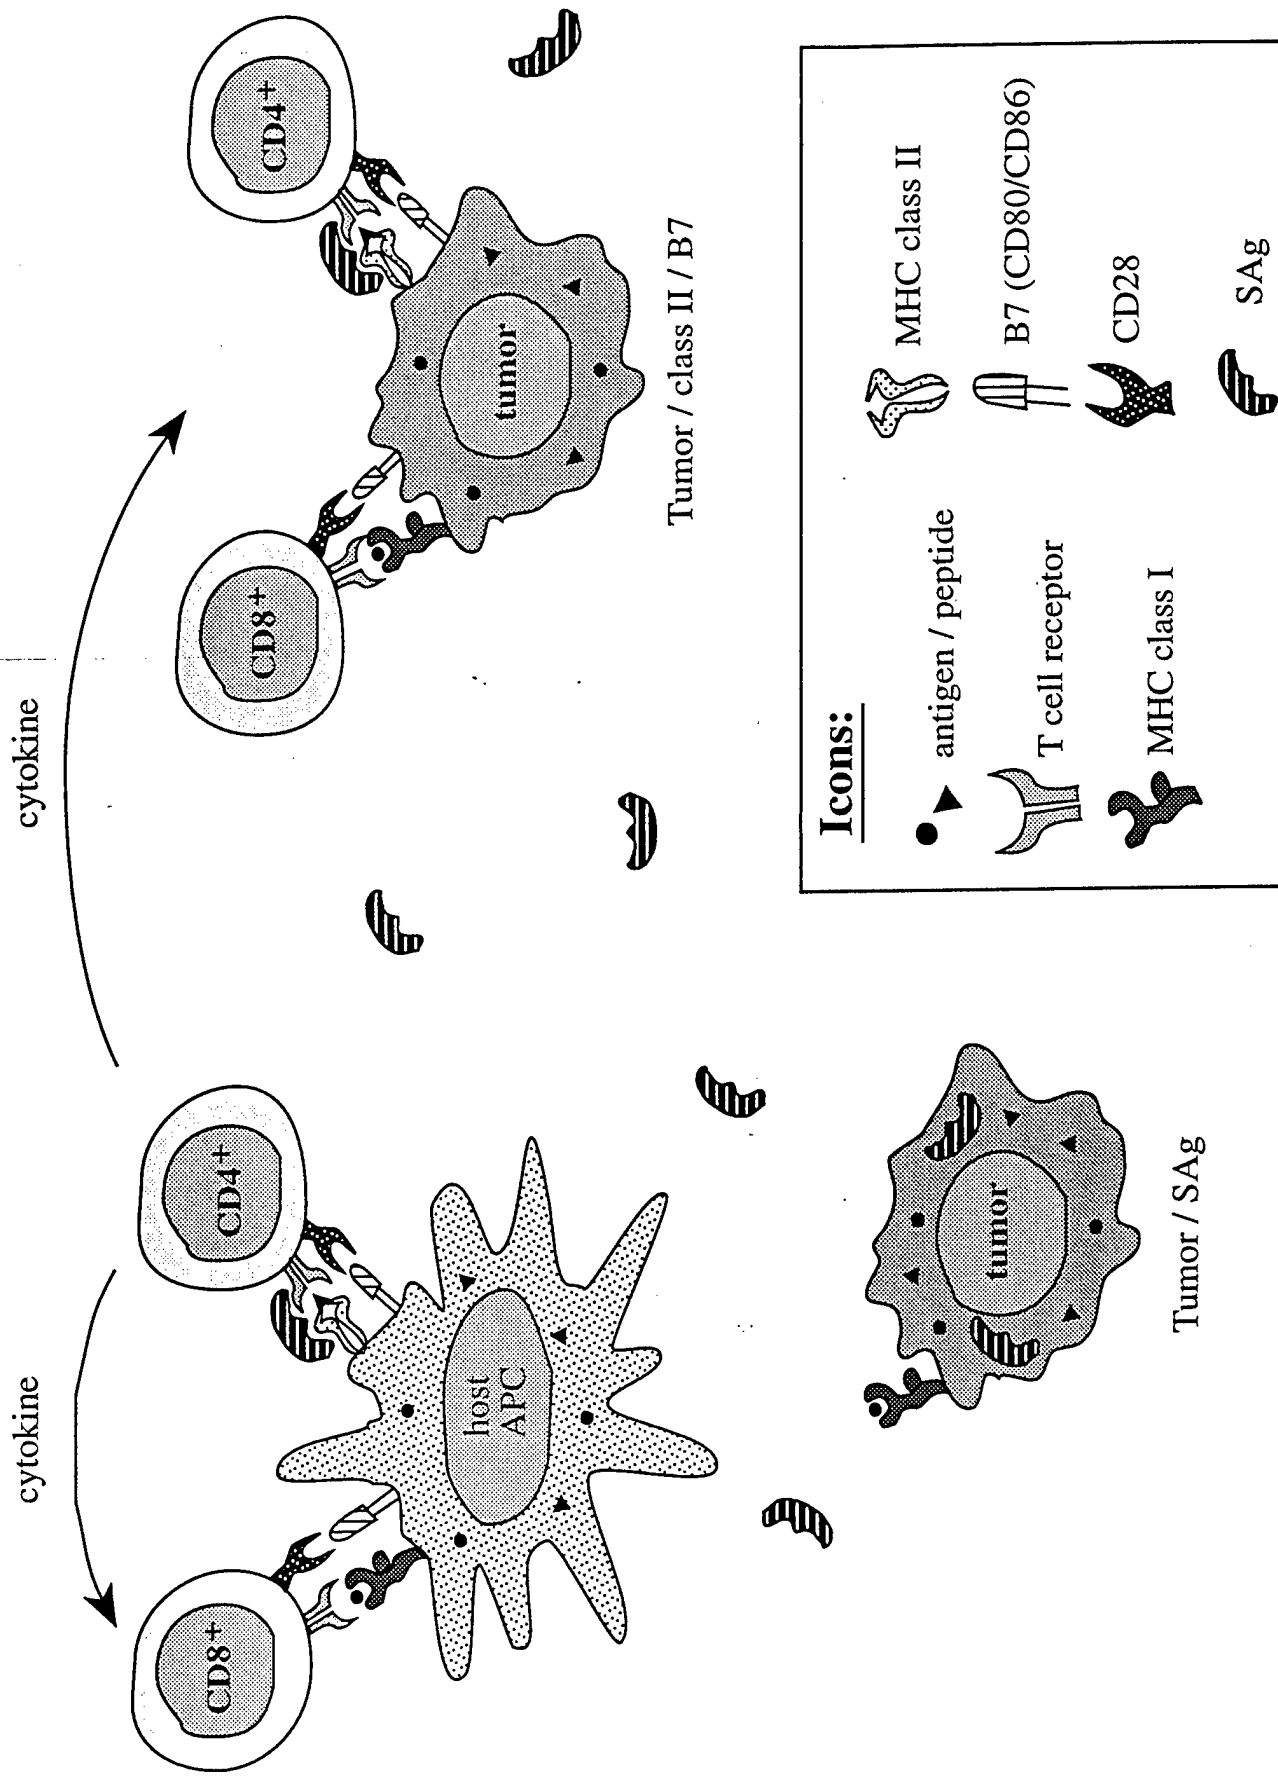 cytokine
cytokine
CD8+
CD4+
CD8+
CD4+
host
APC
tumor
Tumor / class II / B7
tumor
Tumor / SAg
Icons:
antigen / peptide
T cell receptor
MHC class I
MHC class II
B7 (CD80/CD86)
CD28
SAg